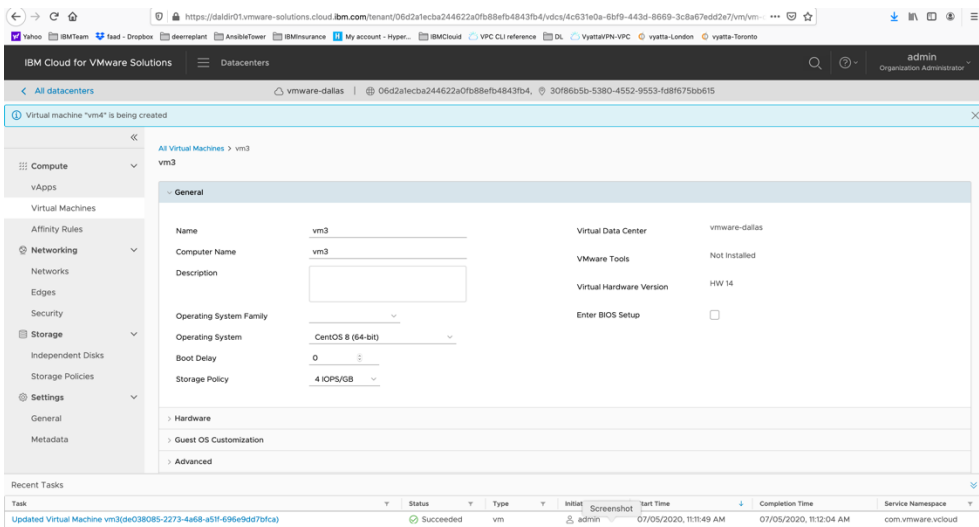 https://daldir01.vmware-solutions.cloud.ibm.com/tenant/06d2a1ecba244622a0fb88efb4843fb4/vdcs/4c631e0a-6bf9-443d-8669-3c8a67edd2e7/vm/vm-
Yahoo IBMTeam faad - Dropbox deerreplant AnsibleTower IBMInsurance My account - Hyper... IBMClouid VPC CLI reference DL VyattaVPN-VPC vyatta-London vyatta-Toronto
IBM Cloud for VMware Solutions Datacenters admin
Organization Administrator
All datacenters vmware-dallas | 06d2a1ecba244622a0fb88efb4843fb4, 30f86b5b-5380-4552-9553-fd8f675bb615
Virtual machine "vm4" is being created
All Virtual Machines > vm3
vm3
Compute
vApps
Virtual Machines
Affinity Rules
Networking
Networks
Edges
Security
Storage
Independent Disks
Storage Policies
Settings
General
Metadata
General
Name vm3
Computer Name vm3
Description
Operating System Family
Operating System CentOS 8 (64-bit)
Boot Delay 0
Storage Policy 4 IOPS/GB
Virtual Data Center vmware-dallas
VMware Tools Not Installed
Virtual Hardware Version HW 14
Enter BIOS Setup
Hardware
Guest OS Customization
Advanced
Recent Tasks
Task Status Type Initiat Start Time Completion Time Service Namespace
Screenshot
Updated Virtual Machine vm3(de038085-2273-4a68-a51f-696e9dd7bfca) Succeeded vm admin 07/05/2020, 11:11:49 AM 07/05/2020, 11:12:04 AM com.vmware.vcloud